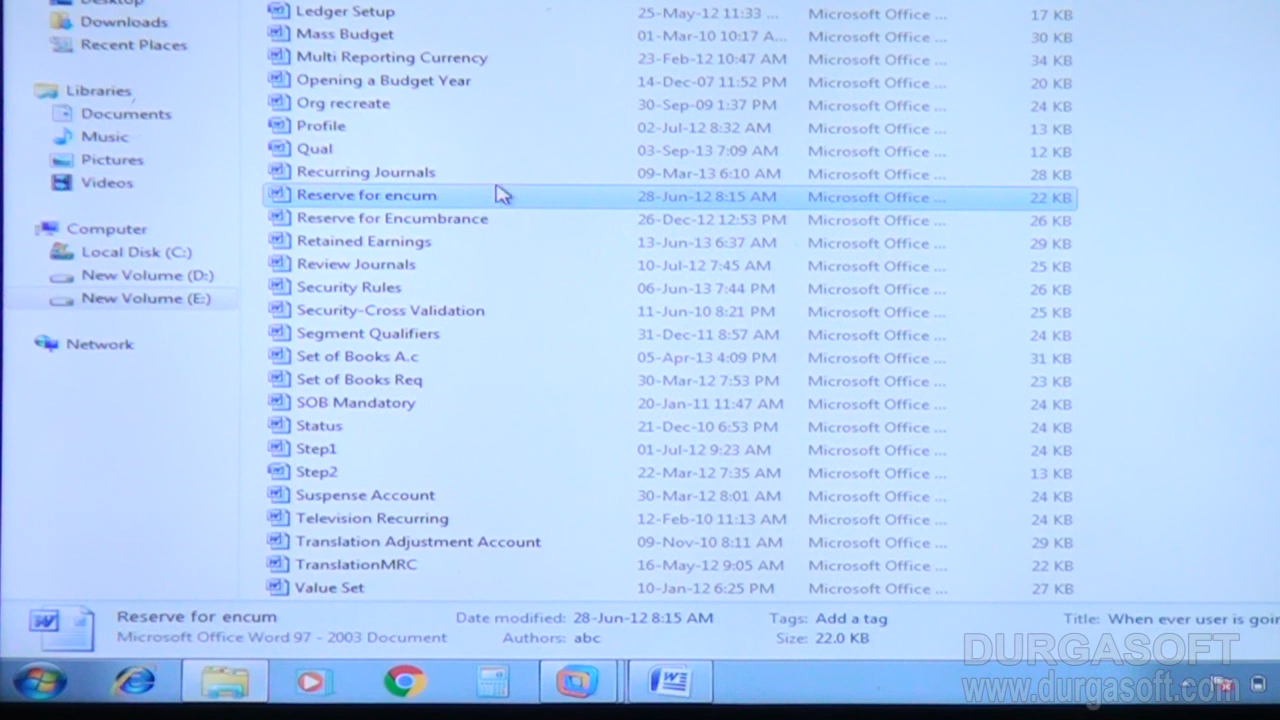 Desktop
Downloads
Recent Places
Libraries
Documents
Music
Pictures
Videos
Computer
Local Disk (C:)
New Volume (D:)
New Volume (E:)
Network
Ledger Setup 25-May-12 11:33 ... Microsoft Office ... 17 KB
Mass Budget 01-Mar-10 10:17 A... Microsoft Office ... 30 KB
Multi Reporting Currency 23-Feb-12 10:47 AM Microsoft Office ... 34 KB
Opening a Budget Year 14-Dec-07 11:52 PM Microsoft Office ... 20 KB
Org recreate 30-Sep-09 1:37 PM Microsoft Office ... 24 KB
Profile 02-Jul-12 8:32 AM Microsoft Office ... 13 KB
Qual 03-Sep-13 7:09 AM Microsoft Office ... 12 KB
Recurring Journals 09-Mar-13 6:10 AM Microsoft Office ... 28 KB
Reserve for encum 28-Jun-12 8:15 AM Microsoft Office ... 22 KB
Reserve for Encumbrance 26-Dec-12 12:53 PM Microsoft Office ... 26 KB
Retained Earnings 13-Jun-13 6:37 AM Microsoft Office ... 29 KB
Review Journals 10-Jul-12 7:45 AM Microsoft Office ... 25 KB
Security Rules 06-Jun-13 7:44 PM Microsoft Office ... 26 KB
Security-Cross Validation 11-Jun-10 8:21 PM Microsoft Office ... 25 KB
Segment Qualifiers 31-Dec-11 8:57 AM Microsoft Office ... 24 KB
Set of Books A.c 05-Apr-13 4:09 PM Microsoft Office ... 31 KB
Set of Books Req 30-Mar-12 7:53 PM Microsoft Office ... 23 KB
SOB Mandatory 20-Jan-11 11:47 AM Microsoft Office ... 24 KB
Status 21-Dec-10 6:53 PM Microsoft Office ... 24 KB
Step1 01-Jul-12 9:23 AM Microsoft Office ... 24 KB
Step2 22-Mar-12 7:35 AM Microsoft Office ... 13 KB
Suspense Account 30-Mar-12 8:01 AM Microsoft Office ... 24 KB
Television Recurring 12-Feb-10 11:13 AM Microsoft Office ... 24 KB
Translation Adjustment Account 09-Nov-10 8:11 AM Microsoft Office ... 29 KB
TranslationMRC 16-May-12 9:05 AM Microsoft Office ... 22 KB
Value Set 10-Jan-12 6:25 PM Microsoft Office ... 27 KB
Reserve for encum Date modified: 28-Jun-12 8:15 AM Tags: Add a tag Title: When ever user is goin
Microsoft Office Word 97 - 2003 Document Authors: abc Size: 22.0 KB
DURGASOFT
www.durgasoft.com